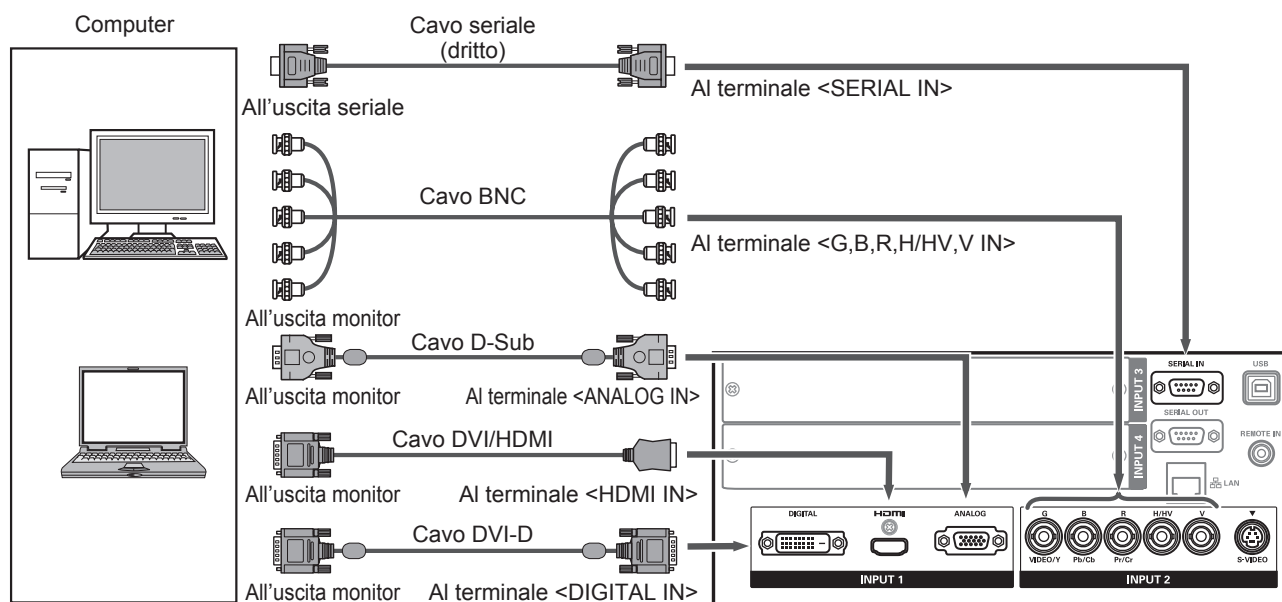 Computer
Cavo seriale
(dritto)
Al terminale <SERIAL IN>
All'uscita seriale
Cavo BNC
Al terminale <G,B,R,H/HV,V IN>
All'uscita monitor
Cavo D-Sub
All'uscita monitor
Al terminale <ANALOG IN>
Cavo DVI/HDMI
All'uscita monitor
Al terminale <HDMI IN>
Cavo DVI-D
All'uscita monitor
Al terminale <DIGITAL IN>
INPUT 3
SERIAL IN
USB
SERIAL OUT
INPUT 4
REMOTE IN
LAN
DIGITAL
HDMI
ANALOG
INPUT 1
G
B
R
H/HV
V
VIDEO/Y
Pb/Cb
Pr/Cr
▼
S-VIDEO
INPUT 2